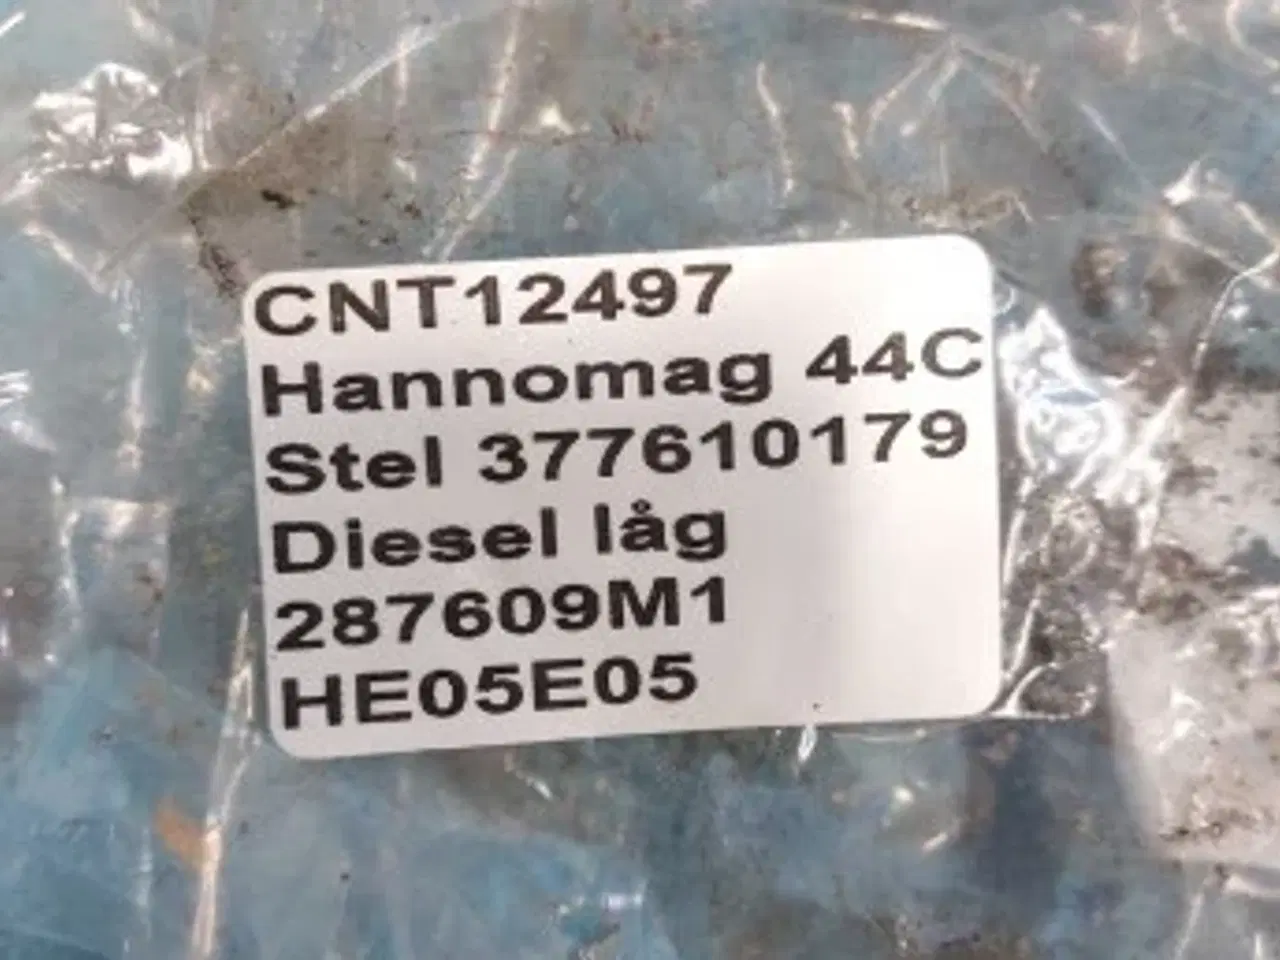 CNT12497
Hannomag 44C
Stel 377610179
Diesel låg
287609M1
HE05E05